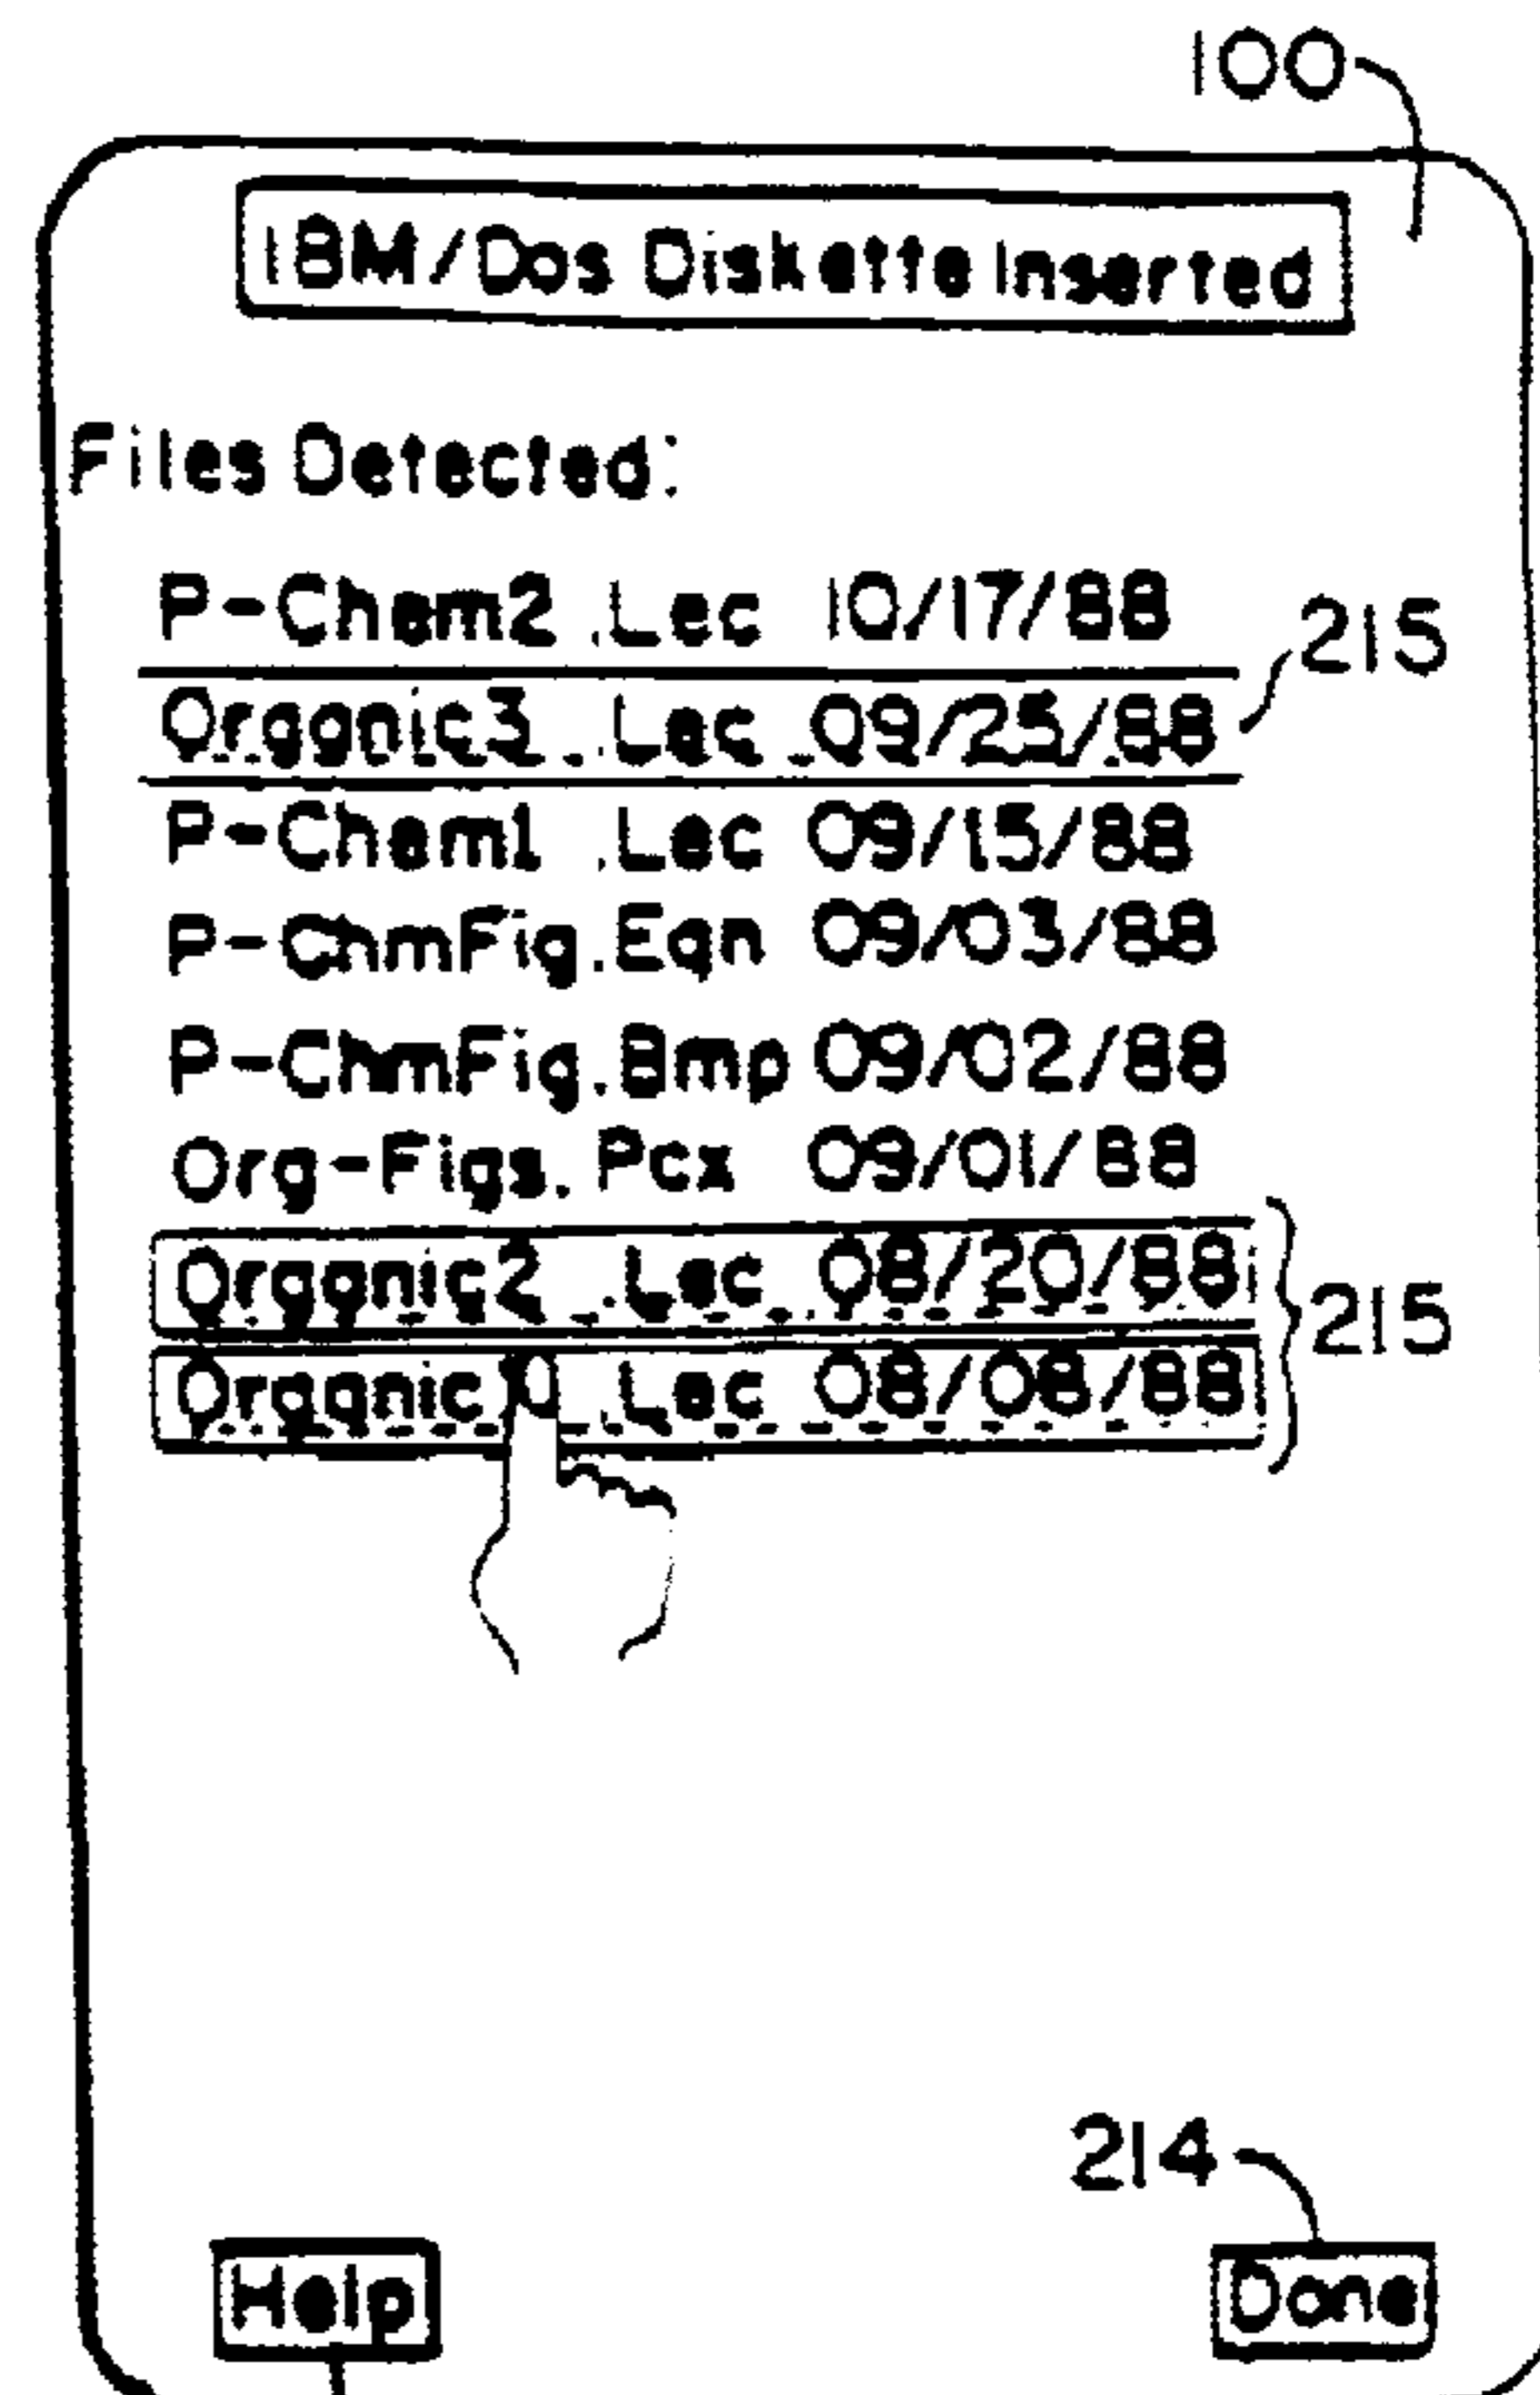 100
IBM/Dos Diskette Inserted
Files Detected:
P-Chem2 .Lec 10/17/88
215
Organic3 .Lec 09/25/88
P-Chem1 .Lec 09/15/88
P-ChmFig.Eqn 09/03/88
P-ChmFig.Bmp 09/02/88
Org-Figs.Pcx 09/01/88
Organic2 .Lec 08/20/88
215
.Lec 08/08/88
214
Help Done